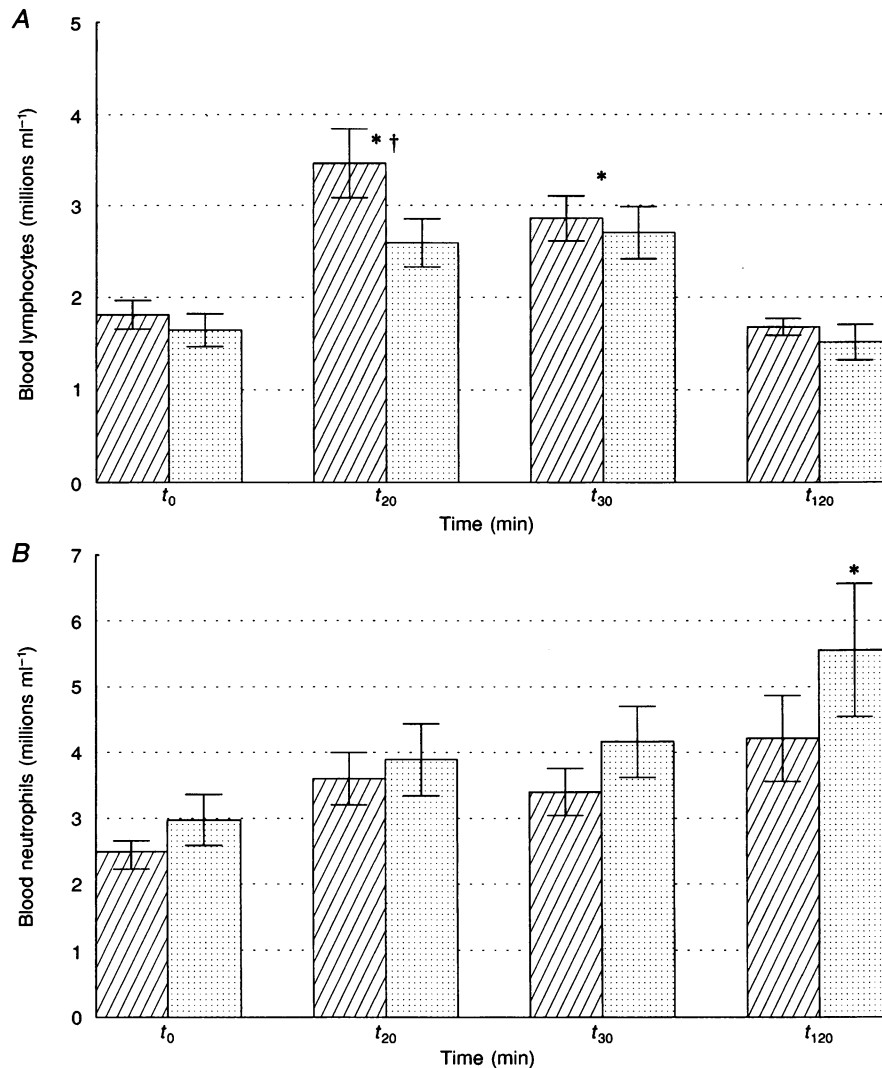 A
Blood lymphocytes (millions ml⁻¹)
5
4
3
2
1
0
* †
*
t₀ t₂₀ t₃₀ t₁₂₀
Time (min)
B
Blood neutrophils (millions ml⁻¹)
7
6
5
4
3
2
1
0
*
t₀ t₂₀ t₃₀ t₁₂₀
Time (min)